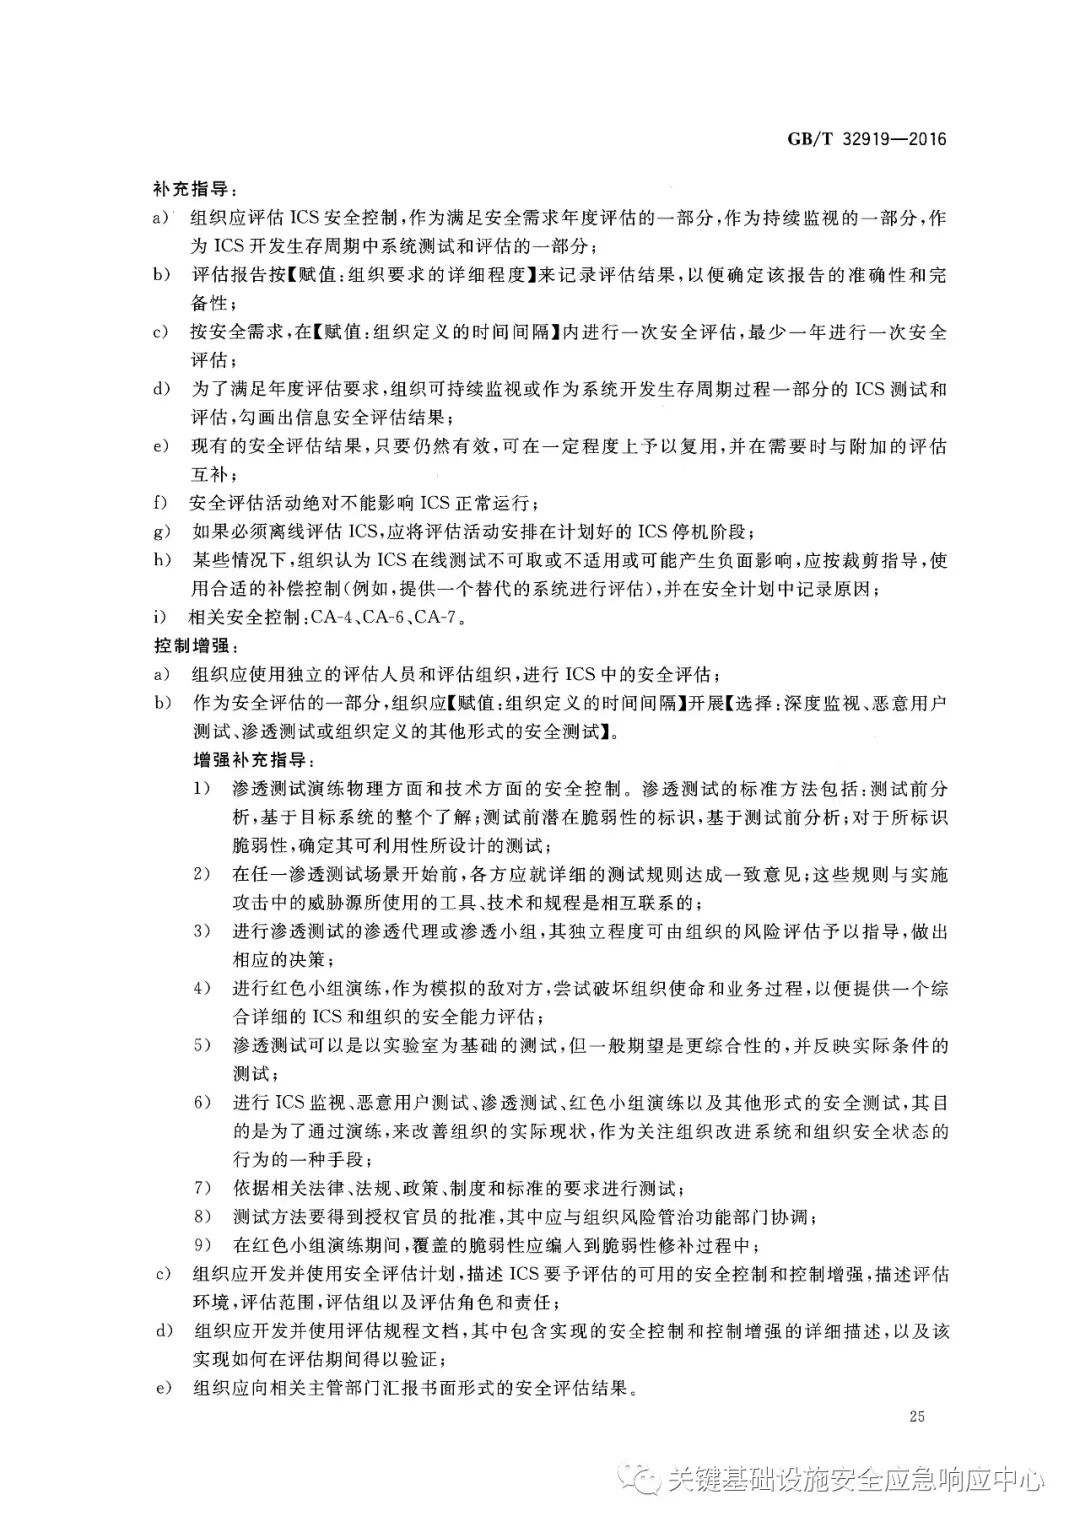 GB/T 32919—2016
补充指导:
a) 组织应评估 ICS 安全控制,作为满足安全需求年度评估的一部分,作为持续监视的一部分,作
为 ICS 开发生存周期中系统测试和评估的一部分;
b) 评估报告按【赋值:组织要求的详细程度】来记录评估结果,以便确定该报告的准确性和完
备性;
c) 按安全需求,在【赋值:组织定义的时间间隔】内进行一次安全评估,最少一年进行一次安全
评估;
d) 为了满足年度评估要求,组织可持续监视或作为系统开发生存周期过程一部分的 ICS 测试和
评估,勾画出信息安全评估结果;
e) 现有的安全评估结果,只要仍然有效,可在一定程度上予以复用,并在需要时与附加的评估
互补;
f) 安全评估活动绝对不能影响 ICS 正常运行;
g) 如果必须离线评估 ICS,应将评估活动安排在计划好的 ICS 停机阶段;
h) 某些情况下,组织认为 ICS 在线测试不可取或不适用或可能产生负面影响,应按裁剪指导,使
用合适的补偿控制(例如,提供一个替代的系统进行评估),并在安全计划中记录原因;
i) 相关安全控制:CA-4、CA-6、CA-7。
控制增强:
a) 组织应使用独立的评估人员和评估组织,进行 ICS 中的安全评估;
b) 作为安全评估的一部分,组织应【赋值:组织定义的时间间隔】开展【选择:深度监视、恶意用户
测试、渗透测试或组织定义的其他形式的安全测试】。
增强补充指导:
1) 渗透测试演练物理方面和技术方面的安全控制。渗透测试的标准方法包括:测试前分
析,基于目标系统的整个了解;测试前潜在脆弱性的标识,基于测试前分析;对于所标识
脆弱性,确定其可利用性所设计的测试;
2) 在任一渗透测试场景开始前,各方应就详细的测试规则达成一致意见;这些规则与实施
攻击中的威胁源所使用的工具、技术和规程是相互联系的;
3) 进行渗透测试的渗透代理或渗透小组,其独立程度可由组织的风险评估予以指导,做出
相应的决策;
4) 进行红色小组演练,作为模拟的敌对方,尝试破坏组织使命和业务过程,以便提供一个综
合详细的 ICS 和组织的安全能力评估;
5) 渗透测试可以是以实验室为基础的测试,但一般期望是更综合性的,并反映实际条件的
测试;
6) 进行 ICS 监视、恶意用户测试、渗透测试、红色小组演练以及其他形式的安全测试,其目
的是为了通过演练,来改善组织的实际现状,作为关注组织改进系统和组织安全状态的
行为的一种手段;
7) 依据相关法律、法规、政策、制度和标准的要求进行测试;
8) 测试方法要得到授权官员的批准,其中应与组织风险管治功能部门协调;
9) 在红色小组演练期间,覆盖的脆弱性应编入到脆弱性修补过程中;
c) 组织应开发并使用安全评估计划,描述 ICS 要予评估的可用的安全控制和控制增强,描述评估
环境,评估范围,评估组以及评估角色和责任;
d) 组织应开发并使用评估规程文档,其中包含实现的安全控制和控制增强的详细描述,以及该
实现如何在评估期间得以验证;
e) 组织应向相关主管部门汇报书面形式的安全评估结果。
25
关键基础设施安全应急响应中心